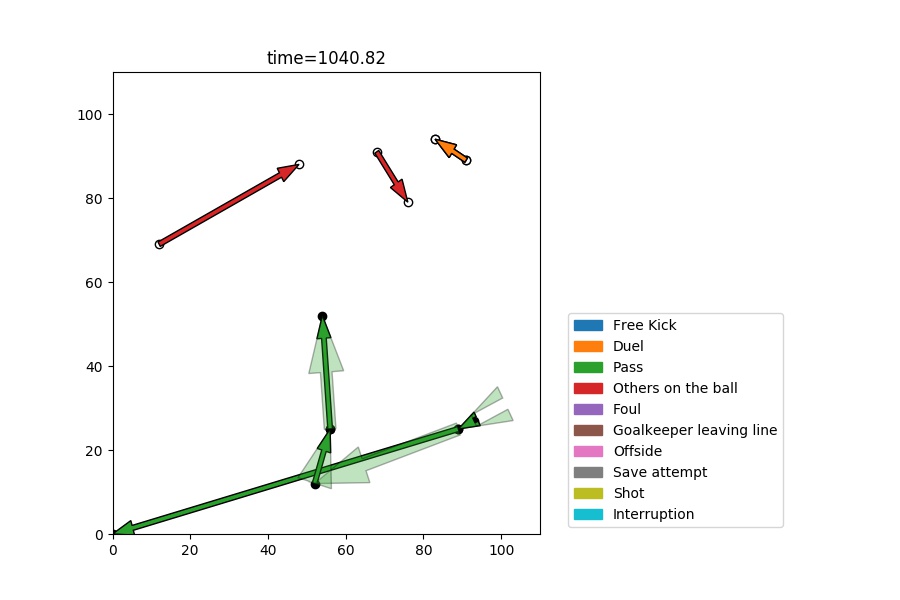 time=1040.82
100
80
60
40
20
0
0 20 40 60 80 100
Free Kick
Duel
Pass
Others on the ball
Foul
Goalkeeper leaving line
Offside
Save attempt
Shot
Interruption